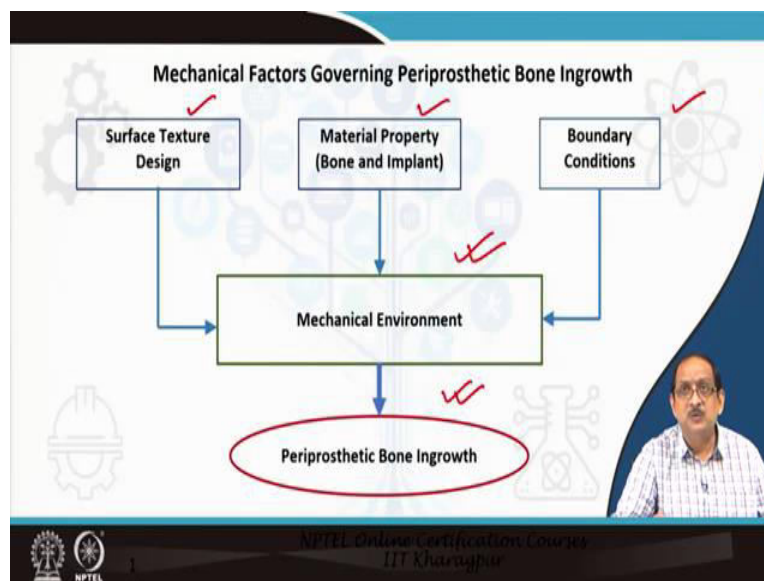 Mechanical Factors Governing Periprosthetic Bone Ingrowth
Surface Texture
Design
Material Property
(Bone and Implant)
Boundary
Conditions
Mechanical Environment
Periprosthetic Bone Ingrowth
NPTEL Online Certification Courses
IIT Kharagpur
NPTEL
1